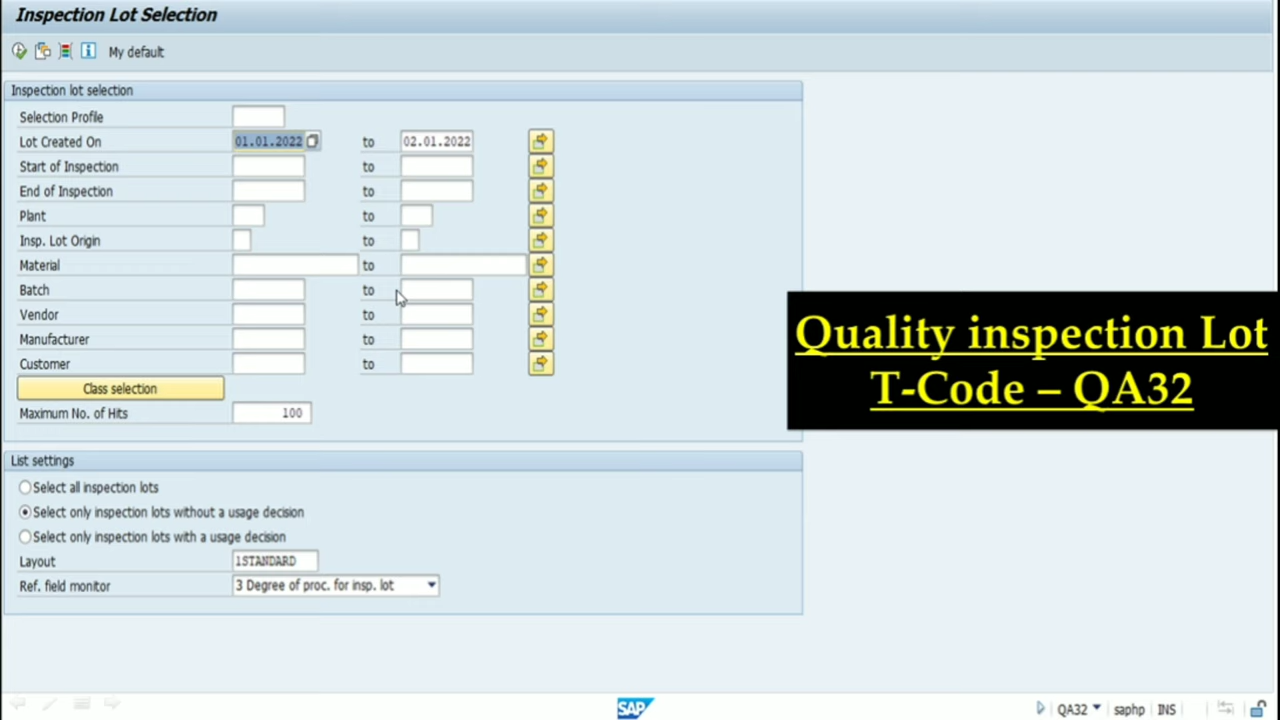 Inspection Lot Selection
My default
Inspection lot selection
Selection Profile
Lot Created On 01.01.2022 to 02.01.2022
Start of Inspection to
End of Inspection to
Plant to
Insp. Lot Origin to
Material to
Batch to
Vendor to
Manufacturer to
Customer to
Class selection
Maximum No. of Hits 100
Quality inspection Lot
T-Code – QA32
List settings
Select all inspection lots
Select only inspection lots without a usage decision
Select only inspection lots with a usage decision
Layout 1STANDARD
Ref. field monitor 3 Degree of proc. for insp. lot
SAP QA32 saphp INS